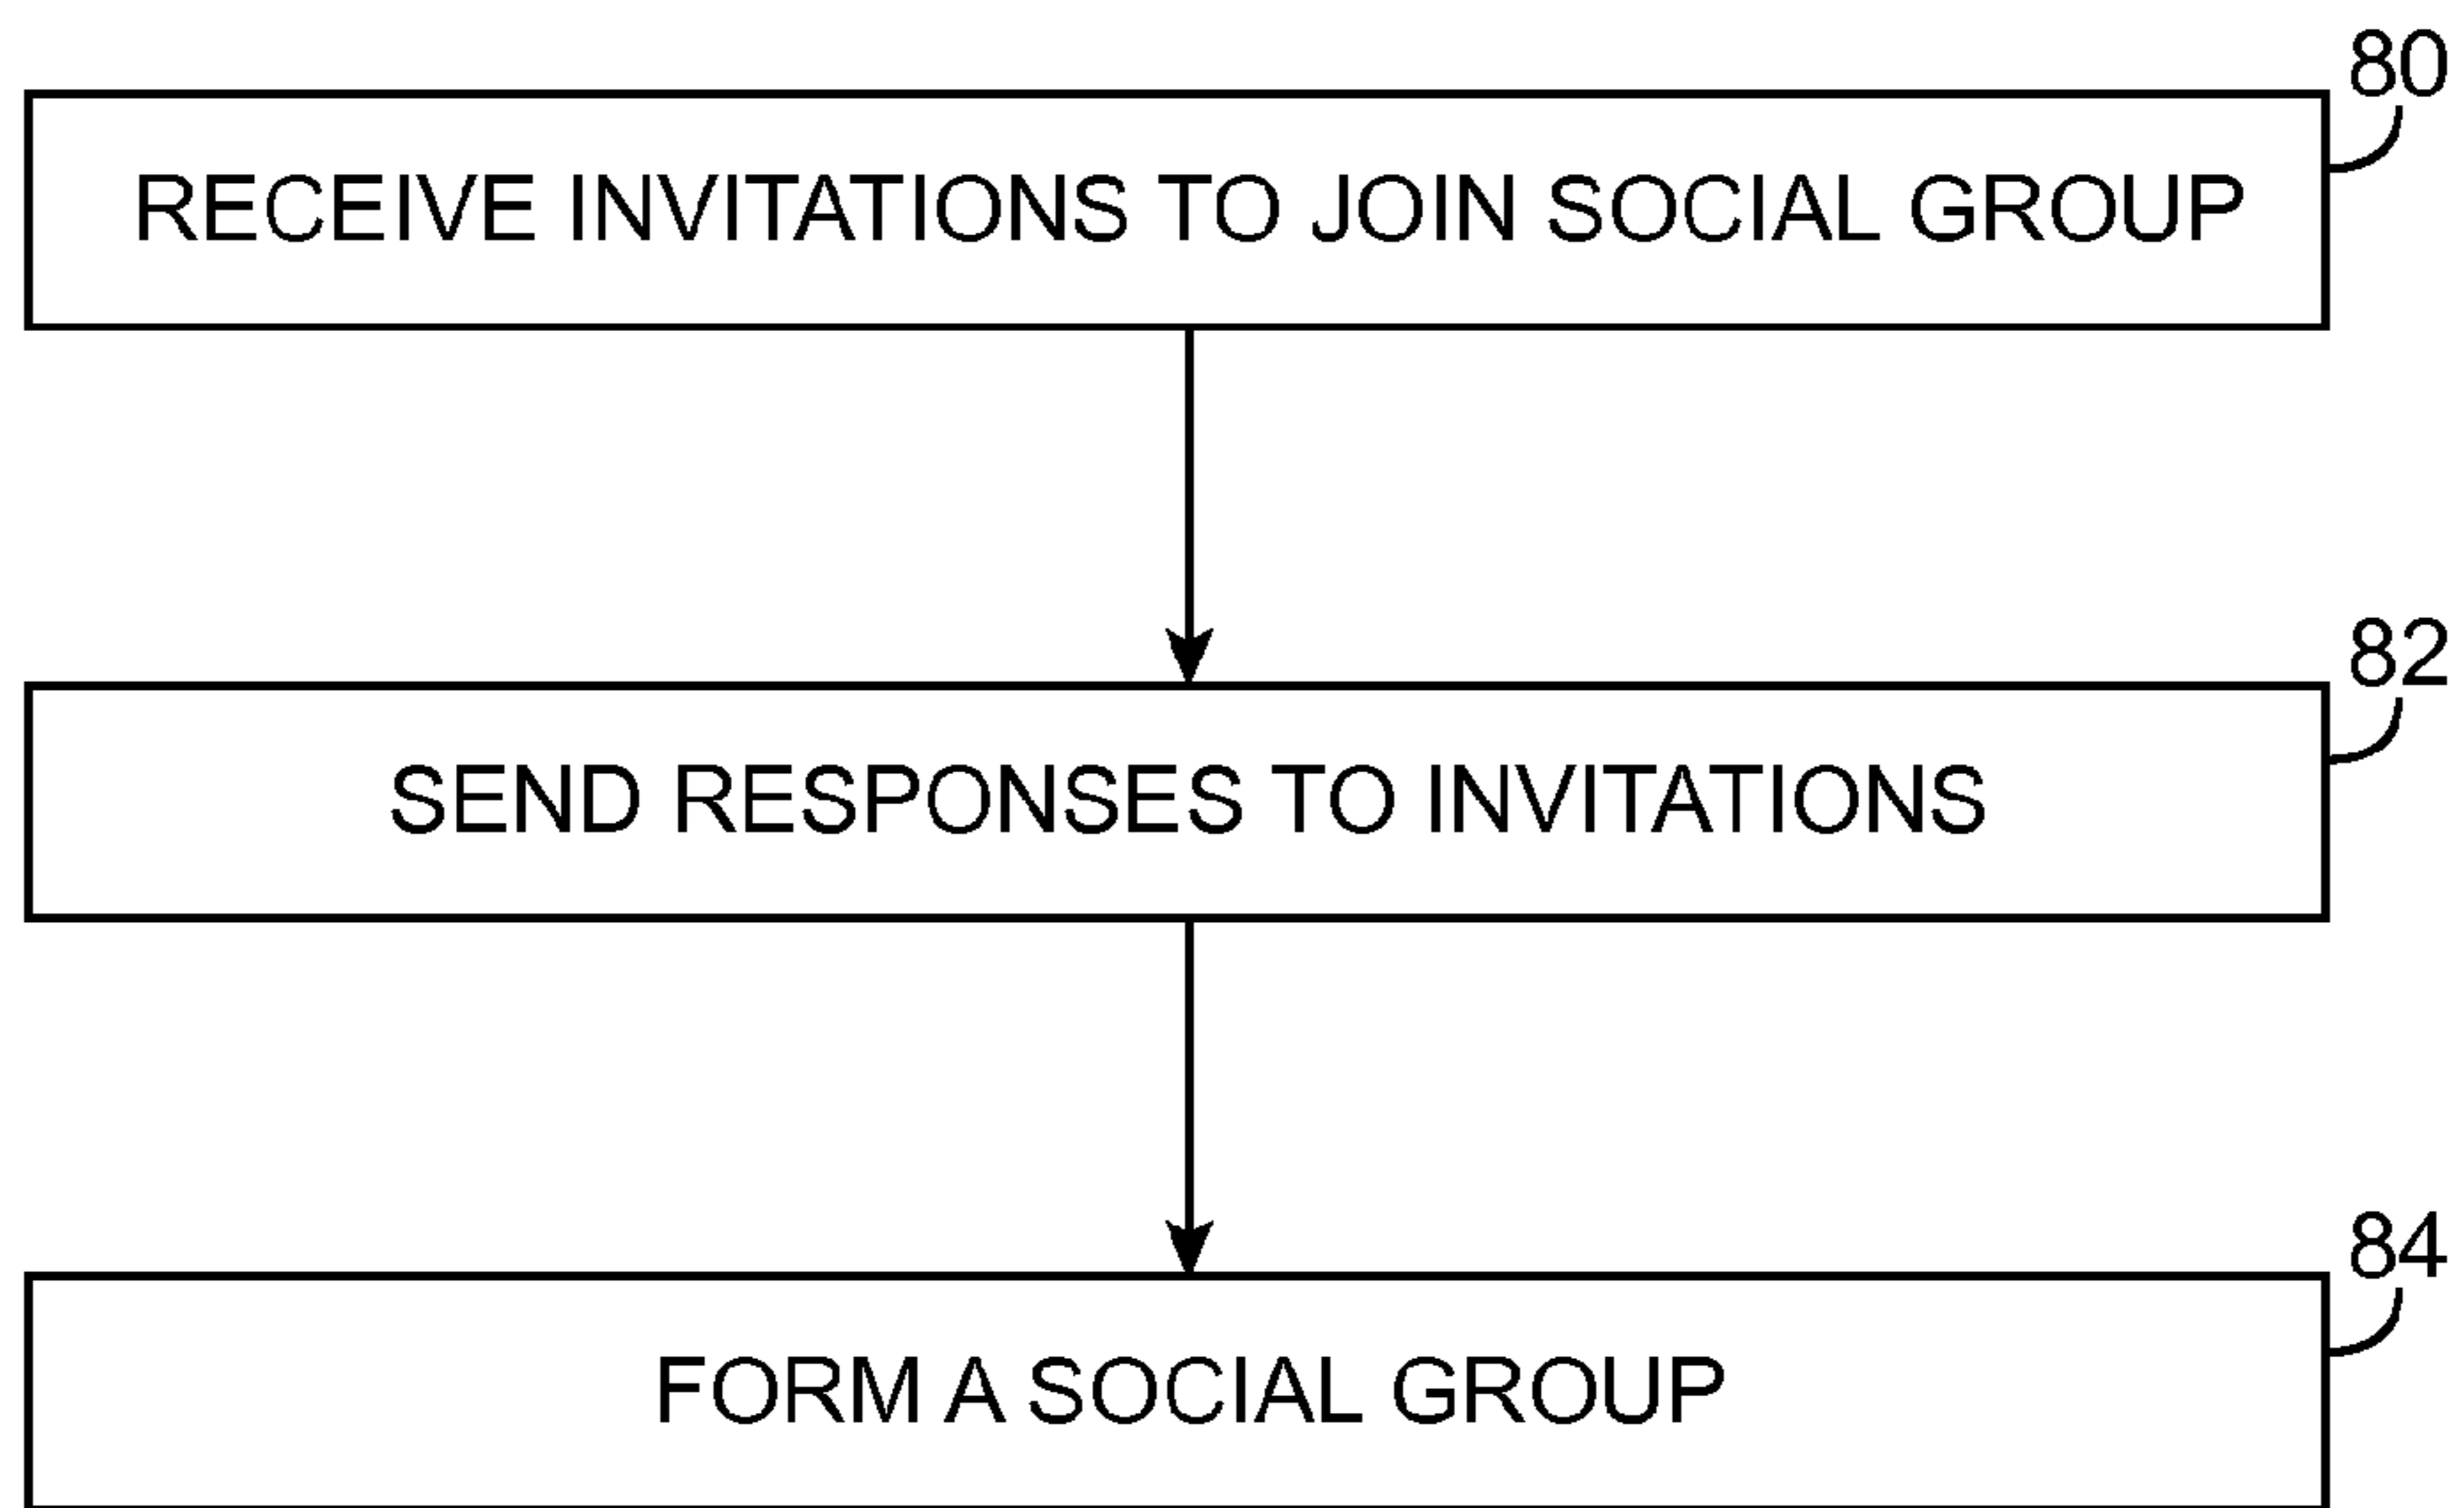 80
RECEIVE INVITATIONS TO JOIN SOCIAL GROUP
82
SEND RESPONSES TO INVITATIONS
84
FORM A SOCIAL GROUP